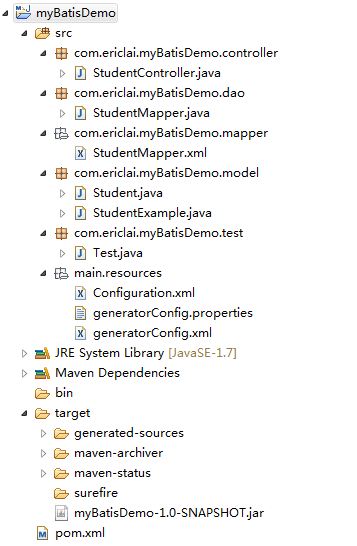 myBatisDemo
src
com.ericlai.myBatisDemo.controller
StudentController.java
com.ericlai.myBatisDemo.dao
StudentMapper.java
com.ericlai.myBatisDemo.mapper
StudentMapper.xml
com.ericlai.myBatisDemo.model
Student.java
StudentExample.java
com.ericlai.myBatisDemo.test
Test.java
main.resources
Configuration.xml
generatorConfig.properties
generatorConfig.xml
JRE System Library [JavaSE-1.7]
Maven Dependencies
bin
target
generated-sources
maven-archiver
maven-status
surefire
myBatisDemo-1.0-SNAPSHOT.jar
pom.xml